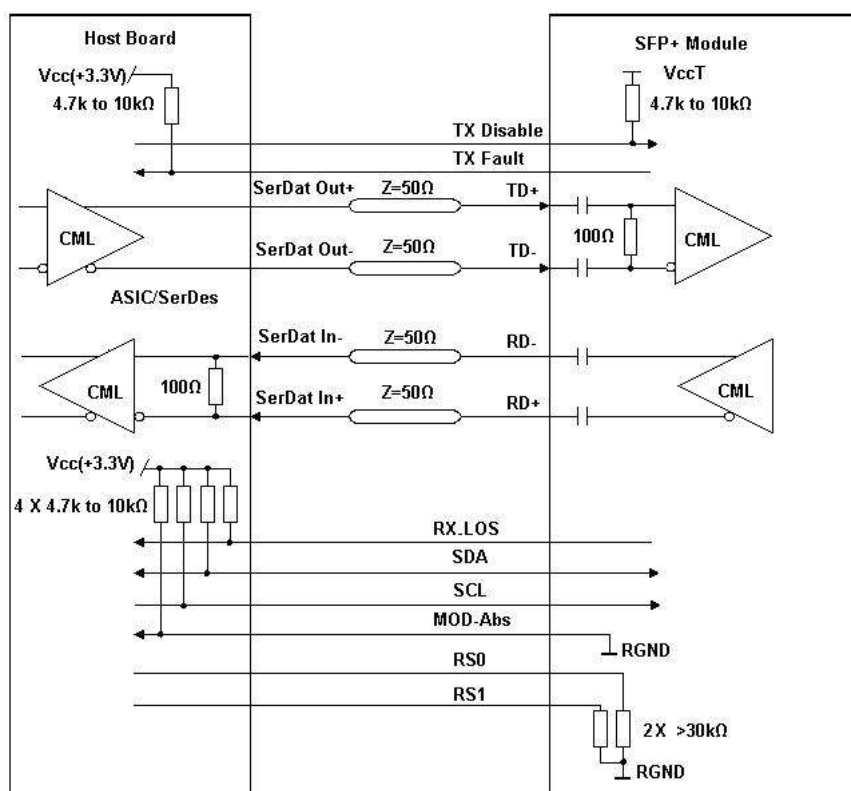 Host Board
SFP+ Module
Vcc(+3.3V)
VccT
4.7k to 10kΩ
4.7k to 10kΩ
TX Disable
TX Fault
SerDat Out+
Z=50Ω
TD+
CML
100Ω
CML
SerDat Out-
Z=50Ω
TD-
ASIC/SerDes
SerDat In-
Z=50Ω
RD-
CML
100Ω
CML
SerDat In+
Z=50Ω
RD+
Vcc(+3.3V)
4 X 4.7k to 10kΩ
RX_LOS
SDA
SCL
MOD-Abs
RGND
RS0
RS1
2 X >30kΩ
RGND